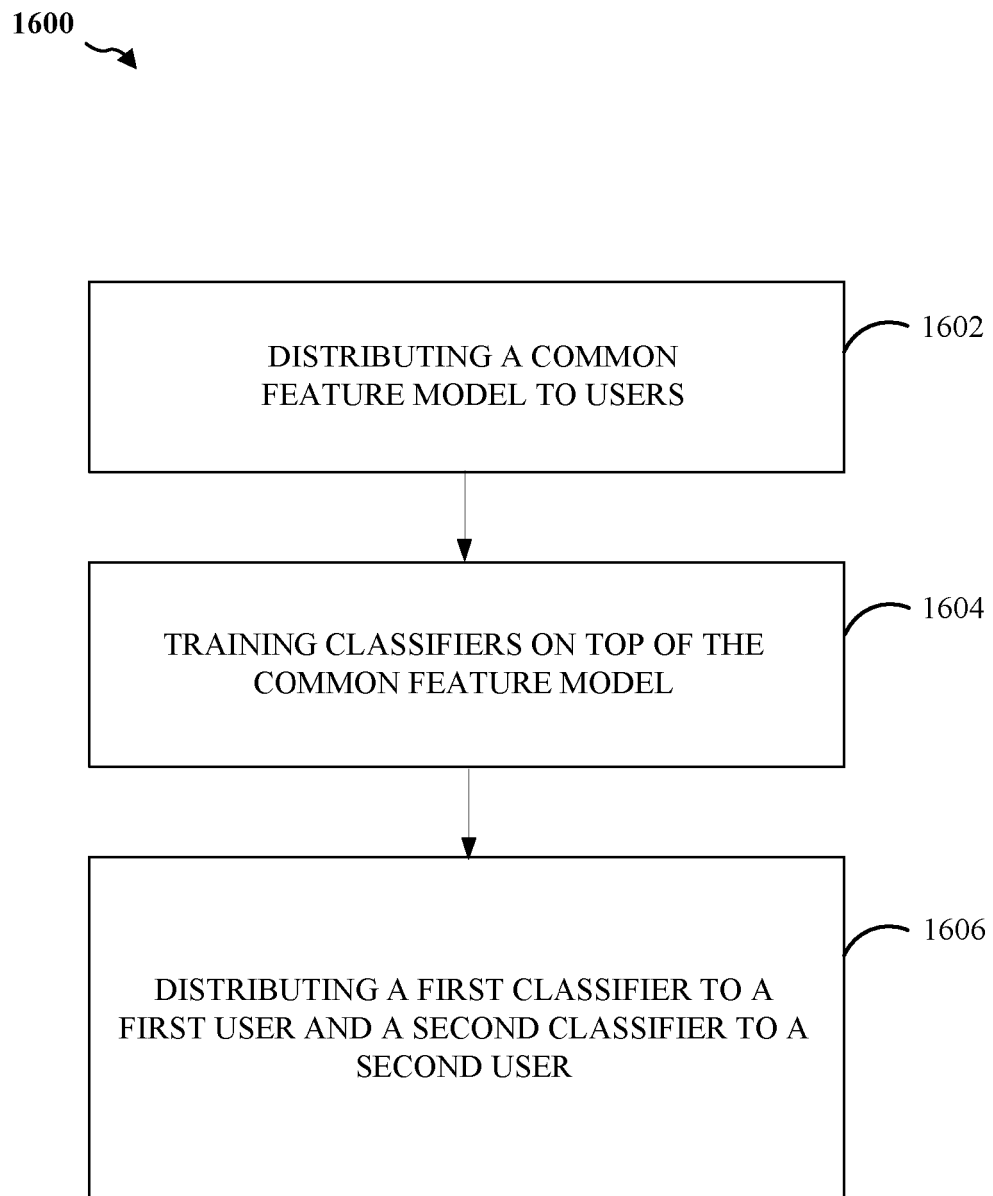 1600
DISTRIBUTING A COMMON
FEATURE MODEL TO USERS
1602
TRAINING CLASSIFIERS ON TOP OF THE
COMMON FEATURE MODEL
1604
DISTRIBUTING A FIRST CLASSIFIER TO A
FIRST USER AND A SECOND CLASSIFIER TO A
SECOND USER
1606